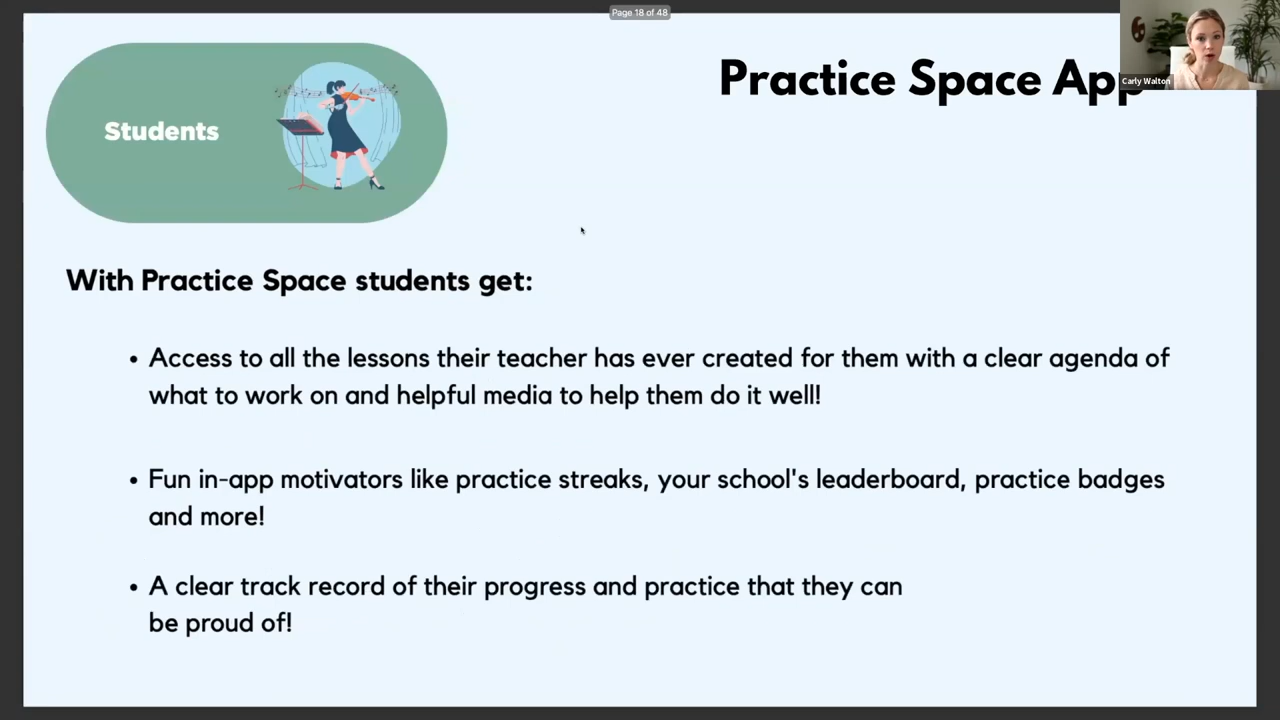 Page 18 of 48
Students
Practice Space App
Carly Walton
With Practice Space students get:
• Access to all the lessons their teacher has ever created for them with a clear agenda of
what to work on and helpful media to help them do it well!
• Fun in-app motivators like practice streaks, your school's leaderboard, practice badges
and more!
• A clear track record of their progress and practice that they can
be proud of!